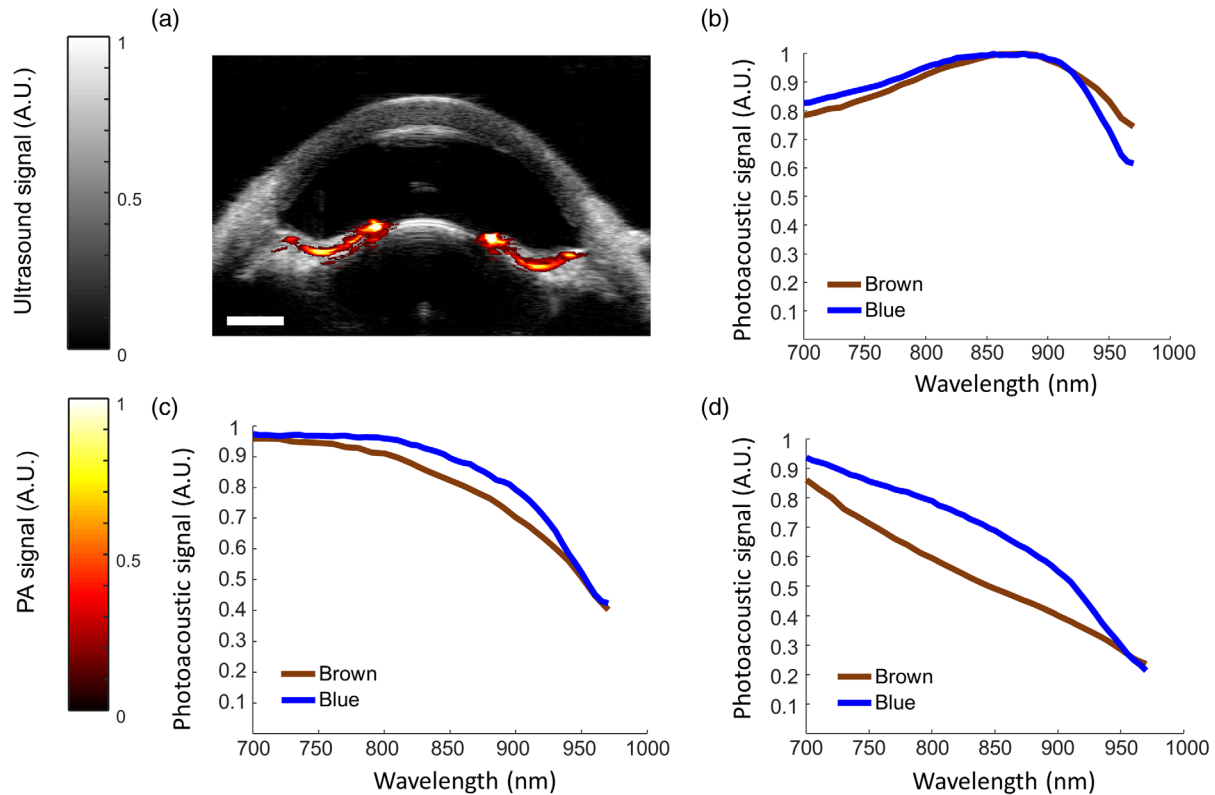 (a)
Ultrasound signal (A.U.)
1
0.5
0
(b)
Photoacoustic signal (A.U.)
1
0.9
0.8
0.7
0.6
0.5
0.4
0.3
0.2
0.1
Brown
Blue
700 750 800 850 900 950 1000
Wavelength (nm)
PA signal (A.U.)
1
0.5
0
(c)
Photoacoustic signal (A.U.)
1
0.9
0.8
0.7
0.6
0.5
0.4
0.3
0.2
0.1
Brown
Blue
700 750 800 850 900 950 1000
Wavelength (nm)
(d)
Photoacoustic signal (A.U.)
1
0.9
0.8
0.7
0.6
0.5
0.4
0.3
0.2
0.1
Brown
Blue
700 750 800 850 900 950 1000
Wavelength (nm)